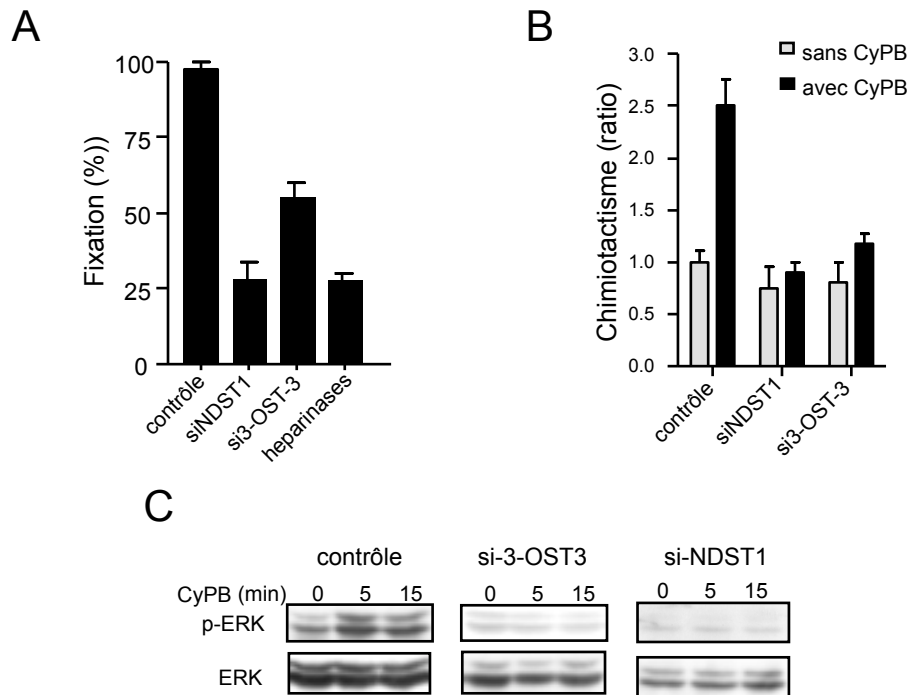 A
Fixation (%))
100
75
50
25
0
contrôle
siNDST1
si3-OST-3
heparinases
B
Chimiotactisme (ratio)
3.0
2.5
2.0
1.5
1.0
0.5
0.0
sans CyPB
avec CyPB
contrôle
siNDST1
si3-OST-3
C
contrôle si-3-OST3 si-NDST1
CyPB (min) 0 5 15 0 5 15 0 5 15
p-ERK
ERK